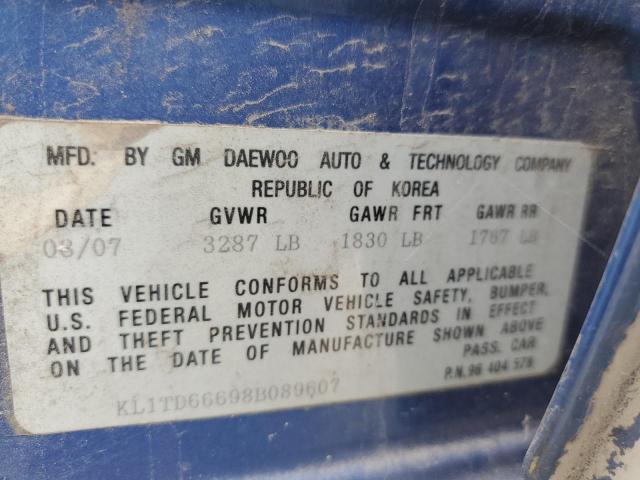 MFD. BY GM DAEWOO AUTO & TECHNOLOGY COMPANY
REPUBLIC OF KOREA
DATE GVWR GAWR FRT GAWR RR
03/07 3287 LB 1830 LB 1767 LB
THIS VEHICLE CONFORMS TO ALL APPLICABLE
U.S. FEDERAL MOTOR VEHICLE SAFETY, BUMPER,
AND THEFT PREVENTION STANDARDS IN EFFECT
ON THE DATE OF MANUFACTURE SHOWN ABOVE
PASS. CAR
KL1TD66698B089607 P.N. 96 404 578